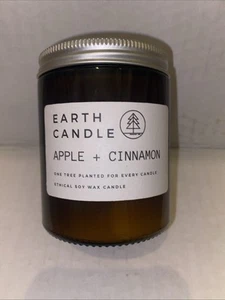 EARTH
CANDLE
APPLE + CINNAMON
ONE TREE PLANTED FOR EVERY CANDLE
ETHICAL SOY WAX CANDLE